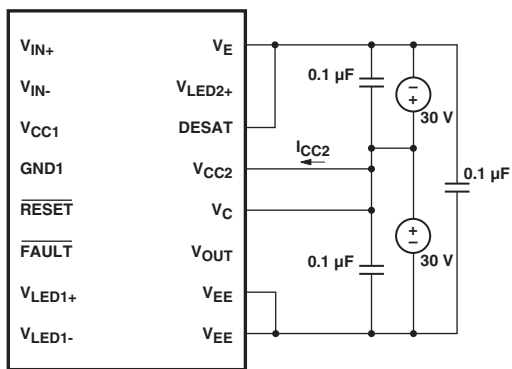 VIN+ VE
0.1 µF
− +
30 V
VIN- VLED2+
VCC1 DESAT
ICC2
0.1 µF
GND1 VCC2
RESET VC
+ −
30 V
FAULT VOUT
0.1 µF
VLED1+ VEE
VLED1- VEE